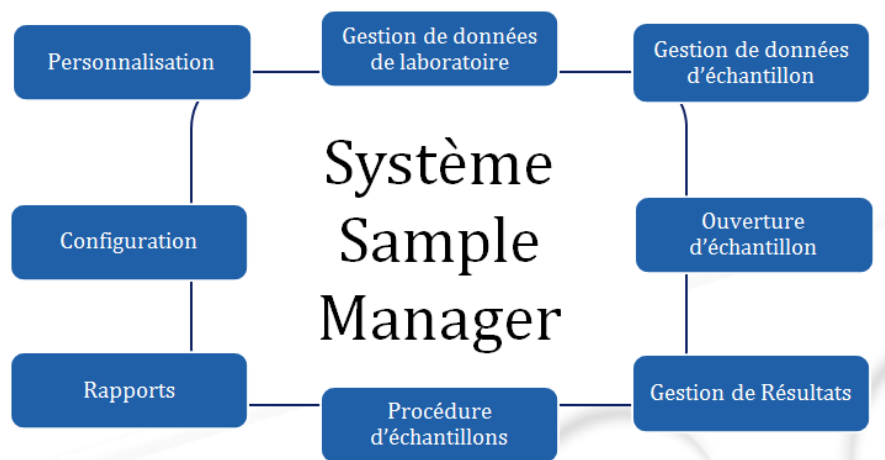 Gestion de données
de laboratoire
Personnalisation
Gestion de données
d'échantillon
Système
Sample
Manager
Configuration
Ouverture
d'échantillon
Rapports
Procédure
d'échantillons
Gestion de Résultats